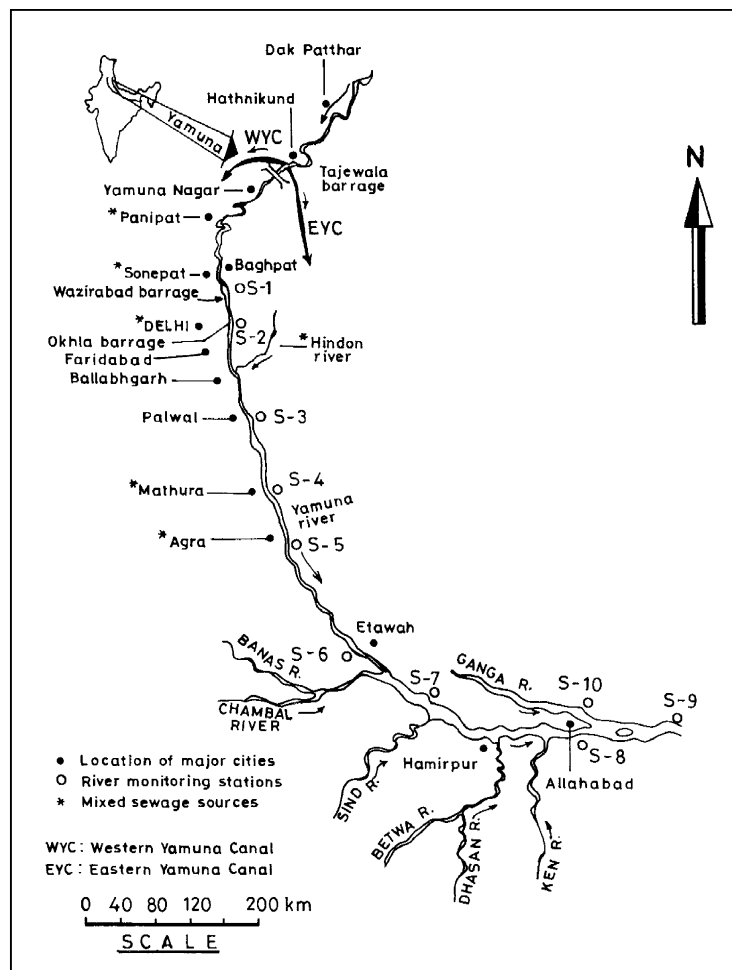 Dak Patthar
Hathnikund
Yamuna
WYC
Tajewala
barrage
N
Yamuna Nagar
*Panipat
EYC
Baghpat
*Sonepat
S-1
Wazirabad barrage
*DELHI
S-2
Okhla barrage
*Hindon
river
Faridabad
Ballabhgarh
Palwal
S-3
*Mathura
S-4
Yamuna
river
*Agra
S-5
Etawah
S-6
BANAS R.
GANGA R.
S-7
S-10
S-9
CHAMBAL
RIVER
S-8
Hamirpur
Allahabad
SIND R.
BETWA R.
DHASAN R.
KEN R.
Location of major cities
River monitoring stations
* Mixed sewage sources
WYC: Western Yamuna Canal
EYC: Eastern Yamuna Canal
0 40 80 120 200 km
SCALE